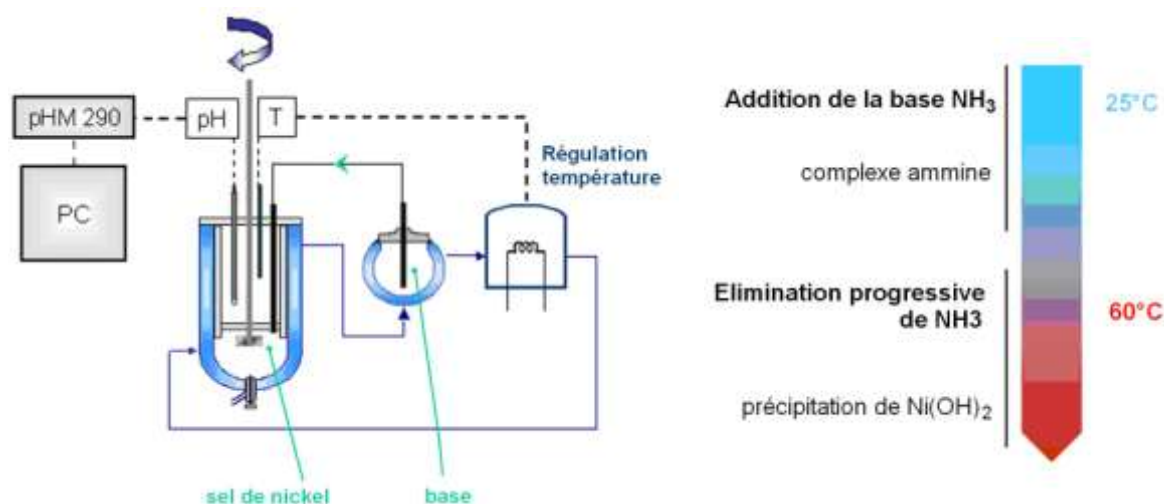 pHM 290
pH
T
PC
Régulation
température
sel de nickel
base
Addition de la base NH₃
25°C
complexe ammine
Elimination progressive
de NH3
60°C
précipitation de Ni(OH)₂